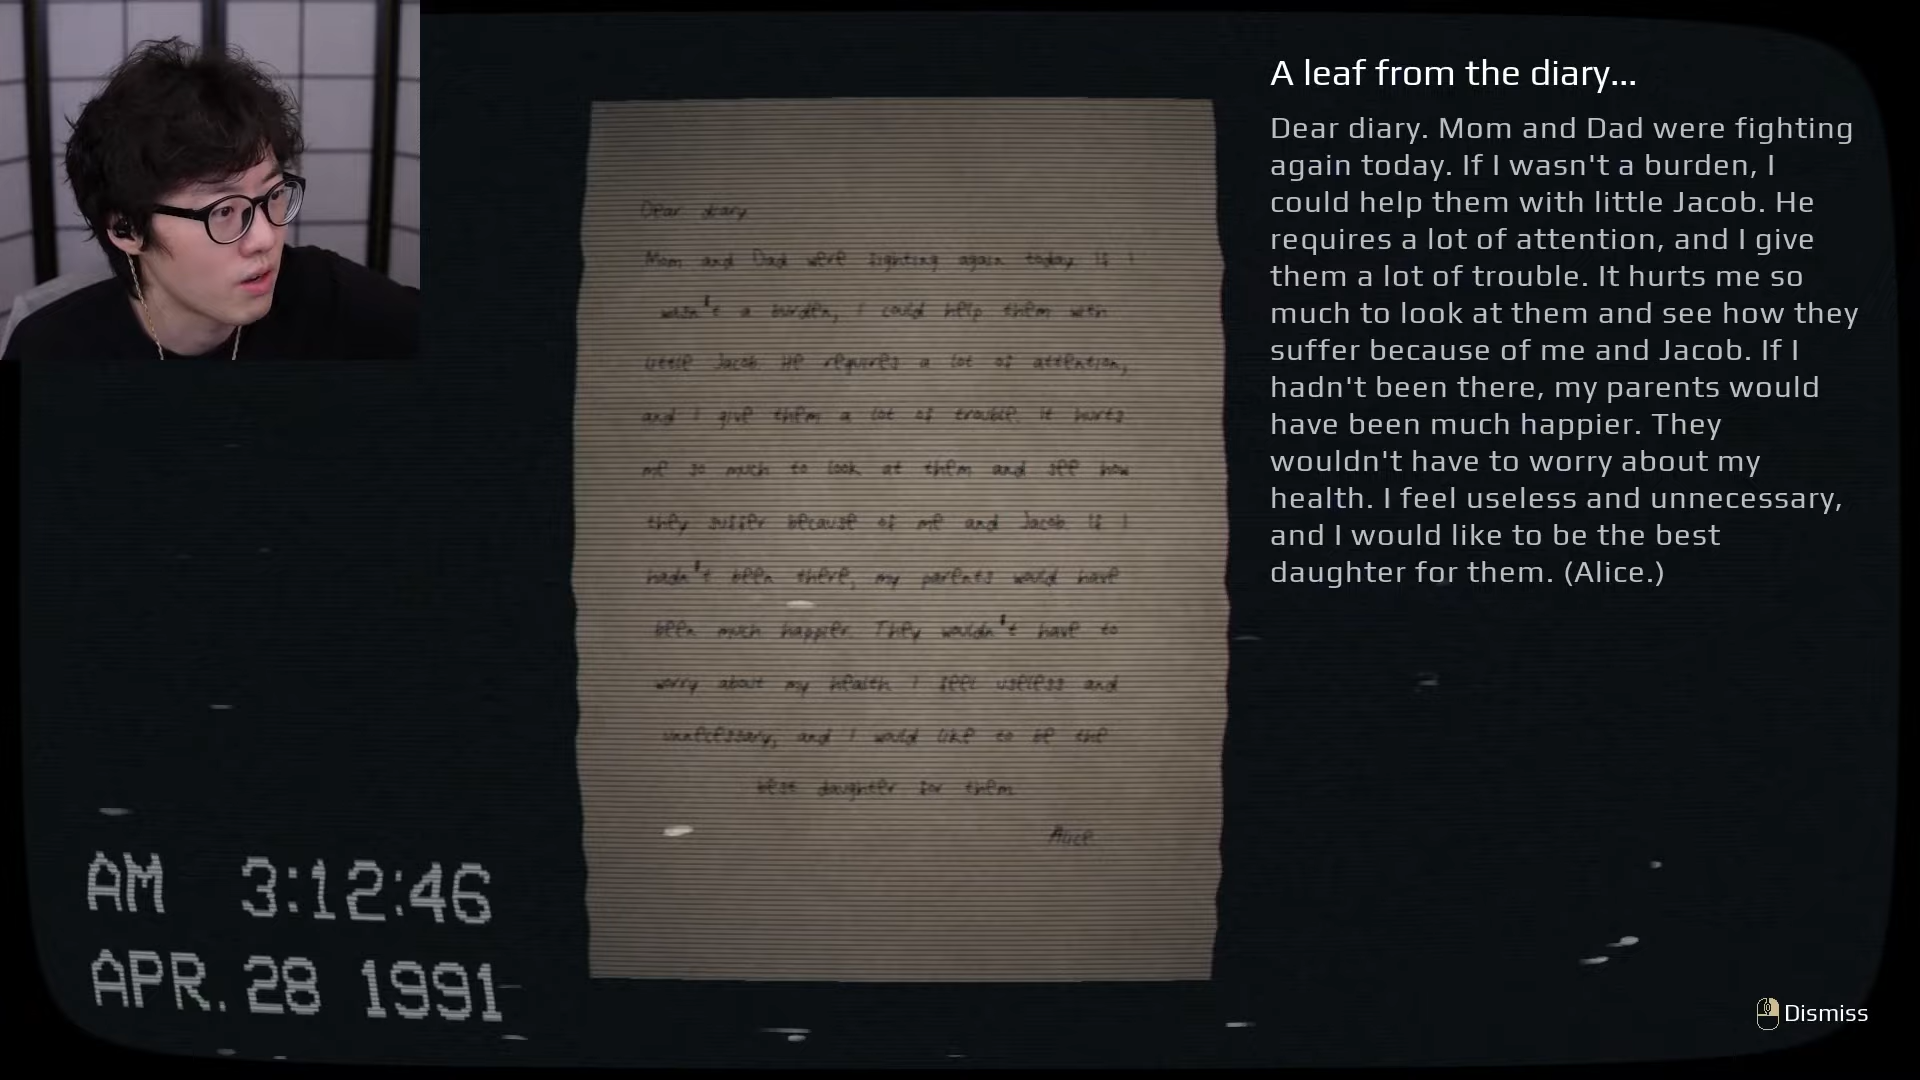 A leaf from the diary...
Dear diary. Mom and Dad were fighting
again today. If I wasn't a burden, I
could help them with little Jacob. He
requires a lot of attention, and I give
them a lot of trouble. It hurts me so
much to look at them and see how they
suffer because of me and Jacob. If I
hadn't been there, my parents would
have been much happier. They
wouldn't have to worry about my
health. I feel useless and unnecessary,
and I would like to be the best
daughter for them. (Alice.)
Dear diary
Mom and Dad were fighting again today. If I
wasn't a burden, I could help them with
little Jacob. He requires a lot of attention,
and I give them a lot of trouble. It hurts
me so much to look at them and see how
they suffer because of me and Jacob. If I
hadn't been there, my parents would have
been much happier. They wouldn't have to
worry about my health. I feel useless and
unnecessary, and I would like to be the
best daughter for them
Alice
AM 3:12:46
APR. 28 1991
Dismiss